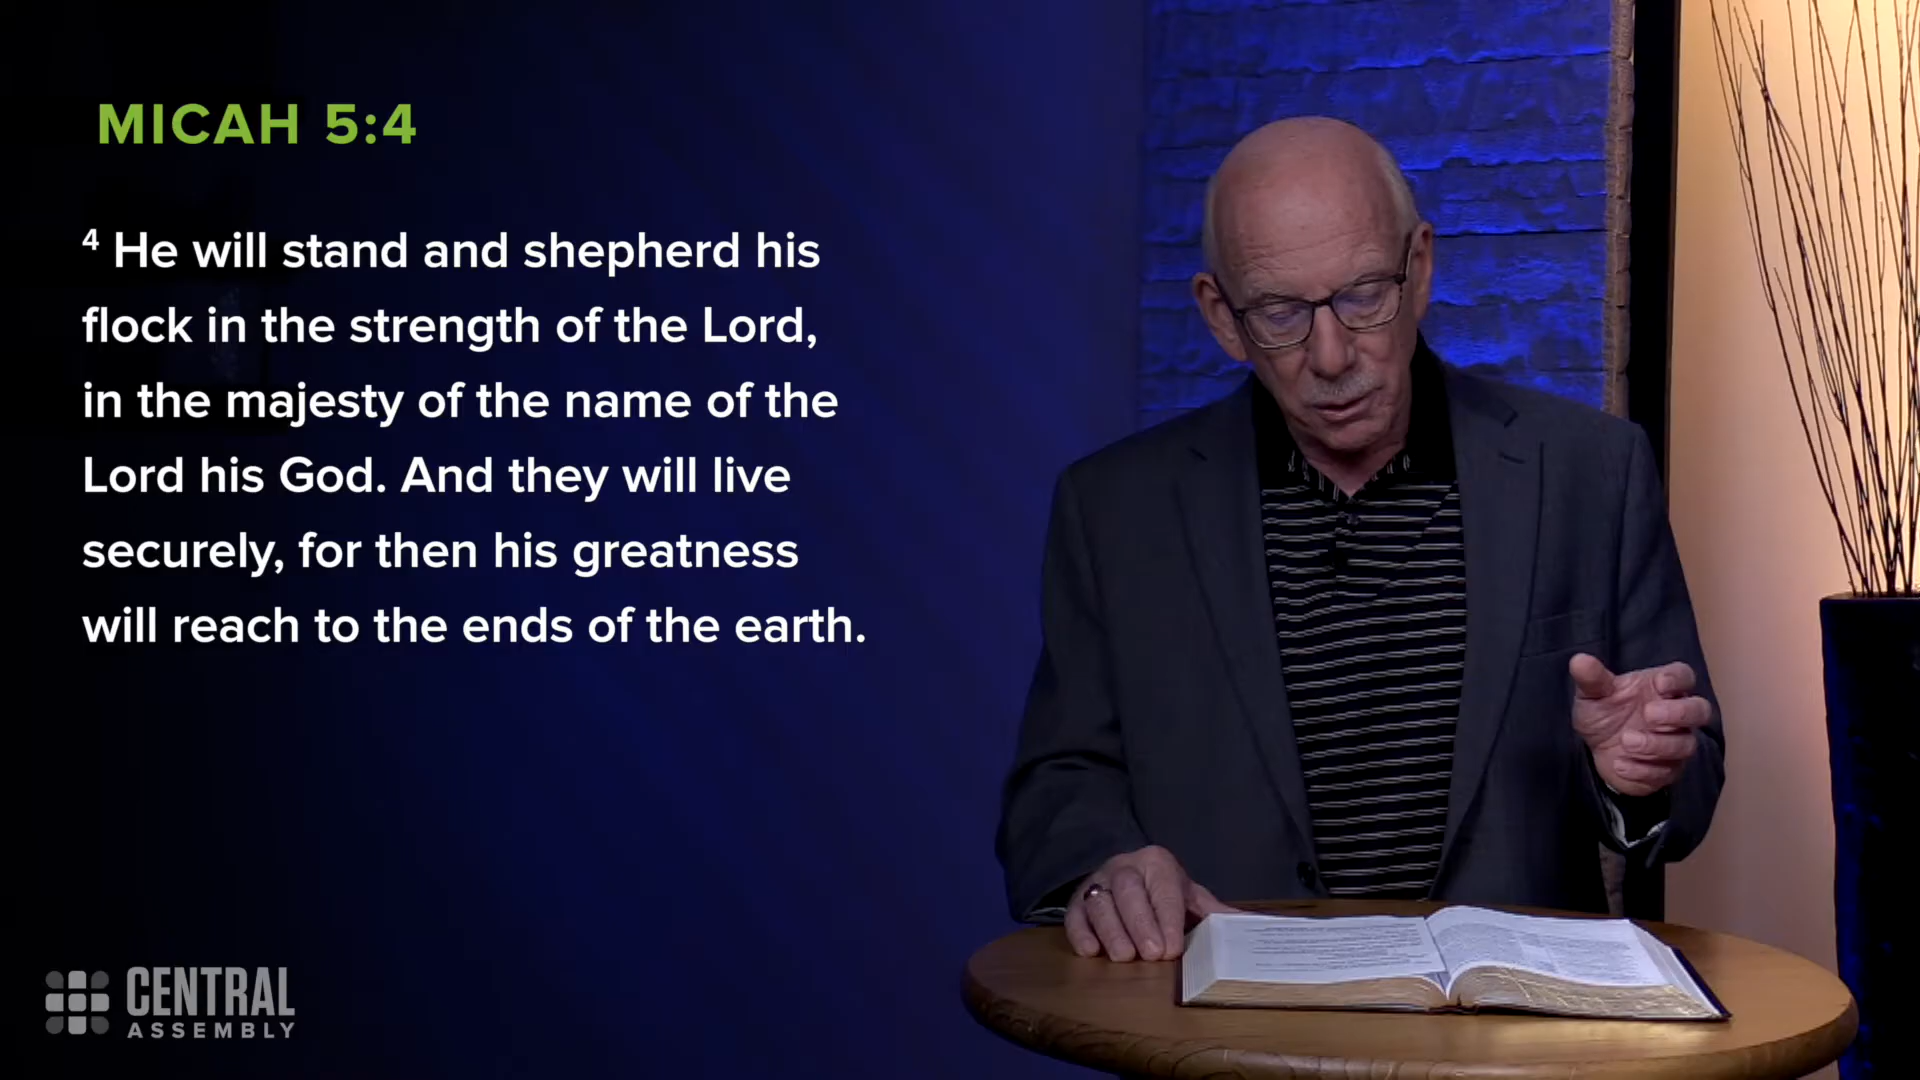 MICAH 5:4
4 He will stand and shepherd his
flock in the strength of the Lord,
in the majesty of the name of the
Lord his God. And they will live
securely, for then his greatness
will reach to the ends of the earth.
CENTRAL
ASSEMBLY